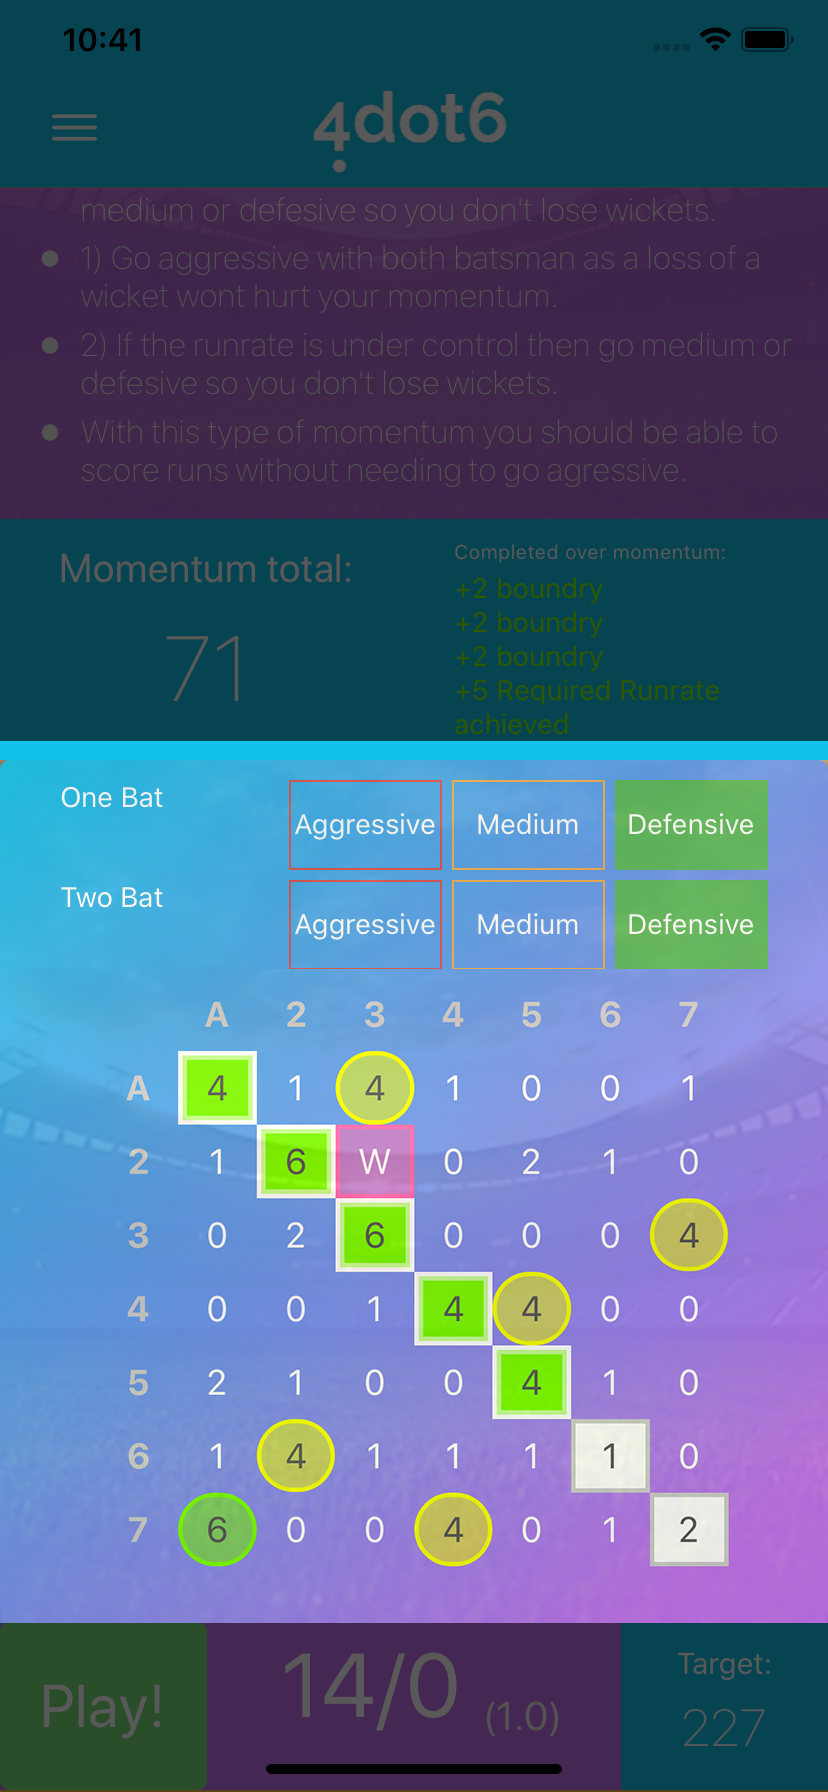 10:41
4dot6
medium or defesive so you don't lose wickets.
1) Go aggressive with both batsman as a loss of a
wicket wont hurt your momentum.
2) If the runrate is under control then go medium or
defesive so you don't lose wickets.
With this type of momentum you should be able to
score runs without needing to go agressive.
Momentum total:
71
Completed over momentum:
+2 boundry
+2 boundry
+2 boundry
+5 Required Runrate
achieved
One Bat Aggressive Medium Defensive
Two Bat Aggressive Medium Defensive
A 2 3 4 5 6 7
A 4 1 4 1 0 0 1
2 1 6 W 0 2 1 0
3 0 2 6 0 0 0 4
4 0 0 1 4 4 0 0
5 2 1 0 0 4 1 0
6 1 4 1 1 1 1 0
7 6 0 0 4 0 1 2
Play!
14/0 (1.0)
Target:
227